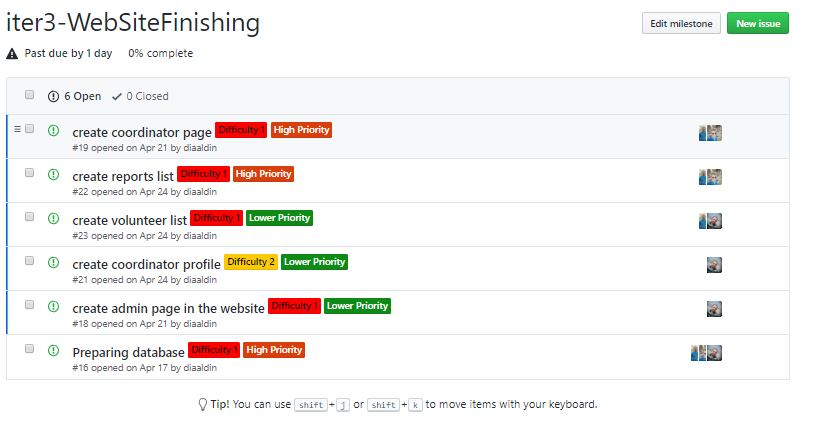 iter3-WebSiteFinishing
Edit milestone
New issue
Past due by 1 day 0% complete
6 Open 0 Closed
create coordinator page Difficulty 1 High Priority
#19 opened on Apr 21 by diaaldin
create reports list Difficulty 1 High Priority
#22 opened on Apr 24 by diaaldin
create volunteer list Difficulty 1 Lower Priority
#23 opened on Apr 24 by diaaldin
create coordinator profile Difficulty 2 Lower Priority
#21 opened on Apr 24 by diaaldin
create admin page in the website Difficulty 1 Lower Priority
#18 opened on Apr 21 by diaaldin
Preparing database Difficulty 1 High Priority
#16 opened on Apr 17 by diaaldin
Tip! You can use shift+j or shift+k to move items with your keyboard.